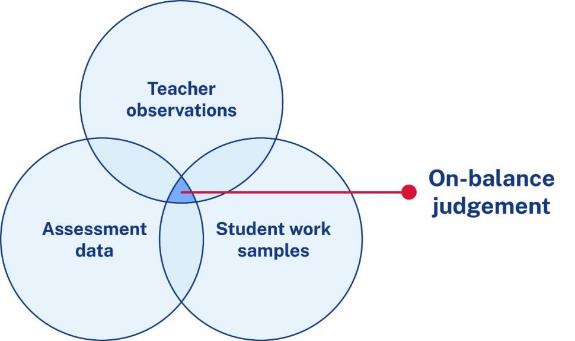 Teacher
observations
Assessment
data
Student work
samples
On-balance
judgement